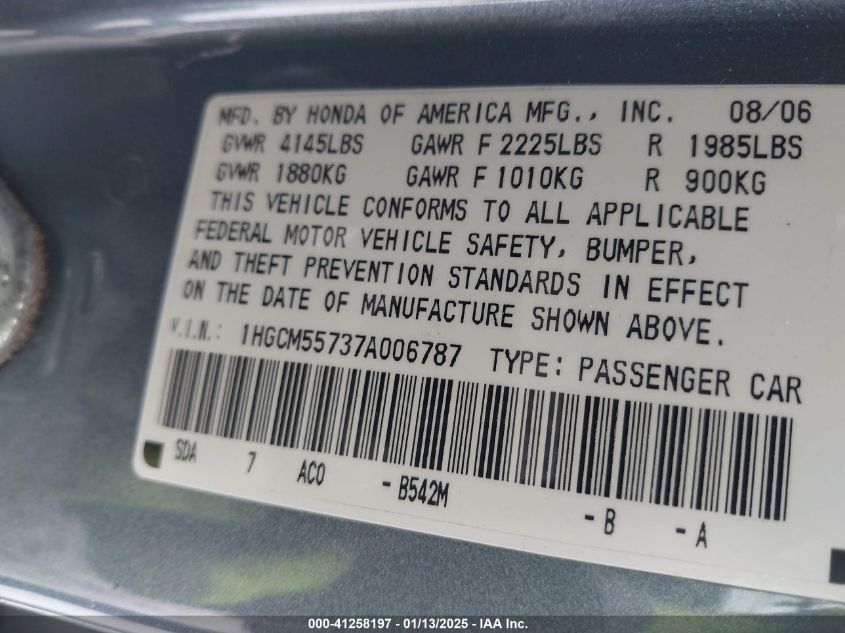 MFD. BY HONDA OF AMERICA MFG., INC. 08/06
GVWR 4145LBS GAWR F 2225LBS R 1985LBS
GVWR 1880KG GAWR F 1010KG R 900KG
THIS VEHICLE CONFORMS TO ALL APPLICABLE
FEDERAL MOTOR VEHICLE SAFETY, BUMPER,
AND THEFT PREVENTION STANDARDS IN EFFECT
ON THE DATE OF MANUFACTURE SHOWN ABOVE.
V.I.N.: 1HGCM55737A006787 TYPE: PASSENGER CAR
SDA 7 AC0 - B542M - B - A
000-41258197 - 01/13/2025 - IAA Inc.